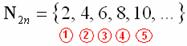 N₂ₙ = {2, 4, 6, 8, 10, ...}
① ② ③ ④ ⑤